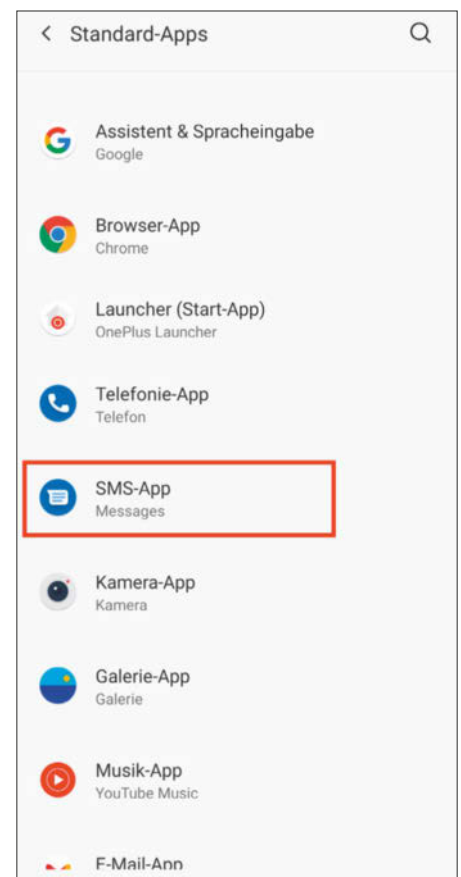 Standard-Apps
Assistent & Spracheingabe
Google
Browser-App
Chrome
Launcher (Start-App)
OnePlus Launcher
Telefonie-App
Telefon
SMS-App
Messages
Kamera-App
Kamera
Galerie-App
Galerie
Musik-App
YouTube Music
E-Mail-App